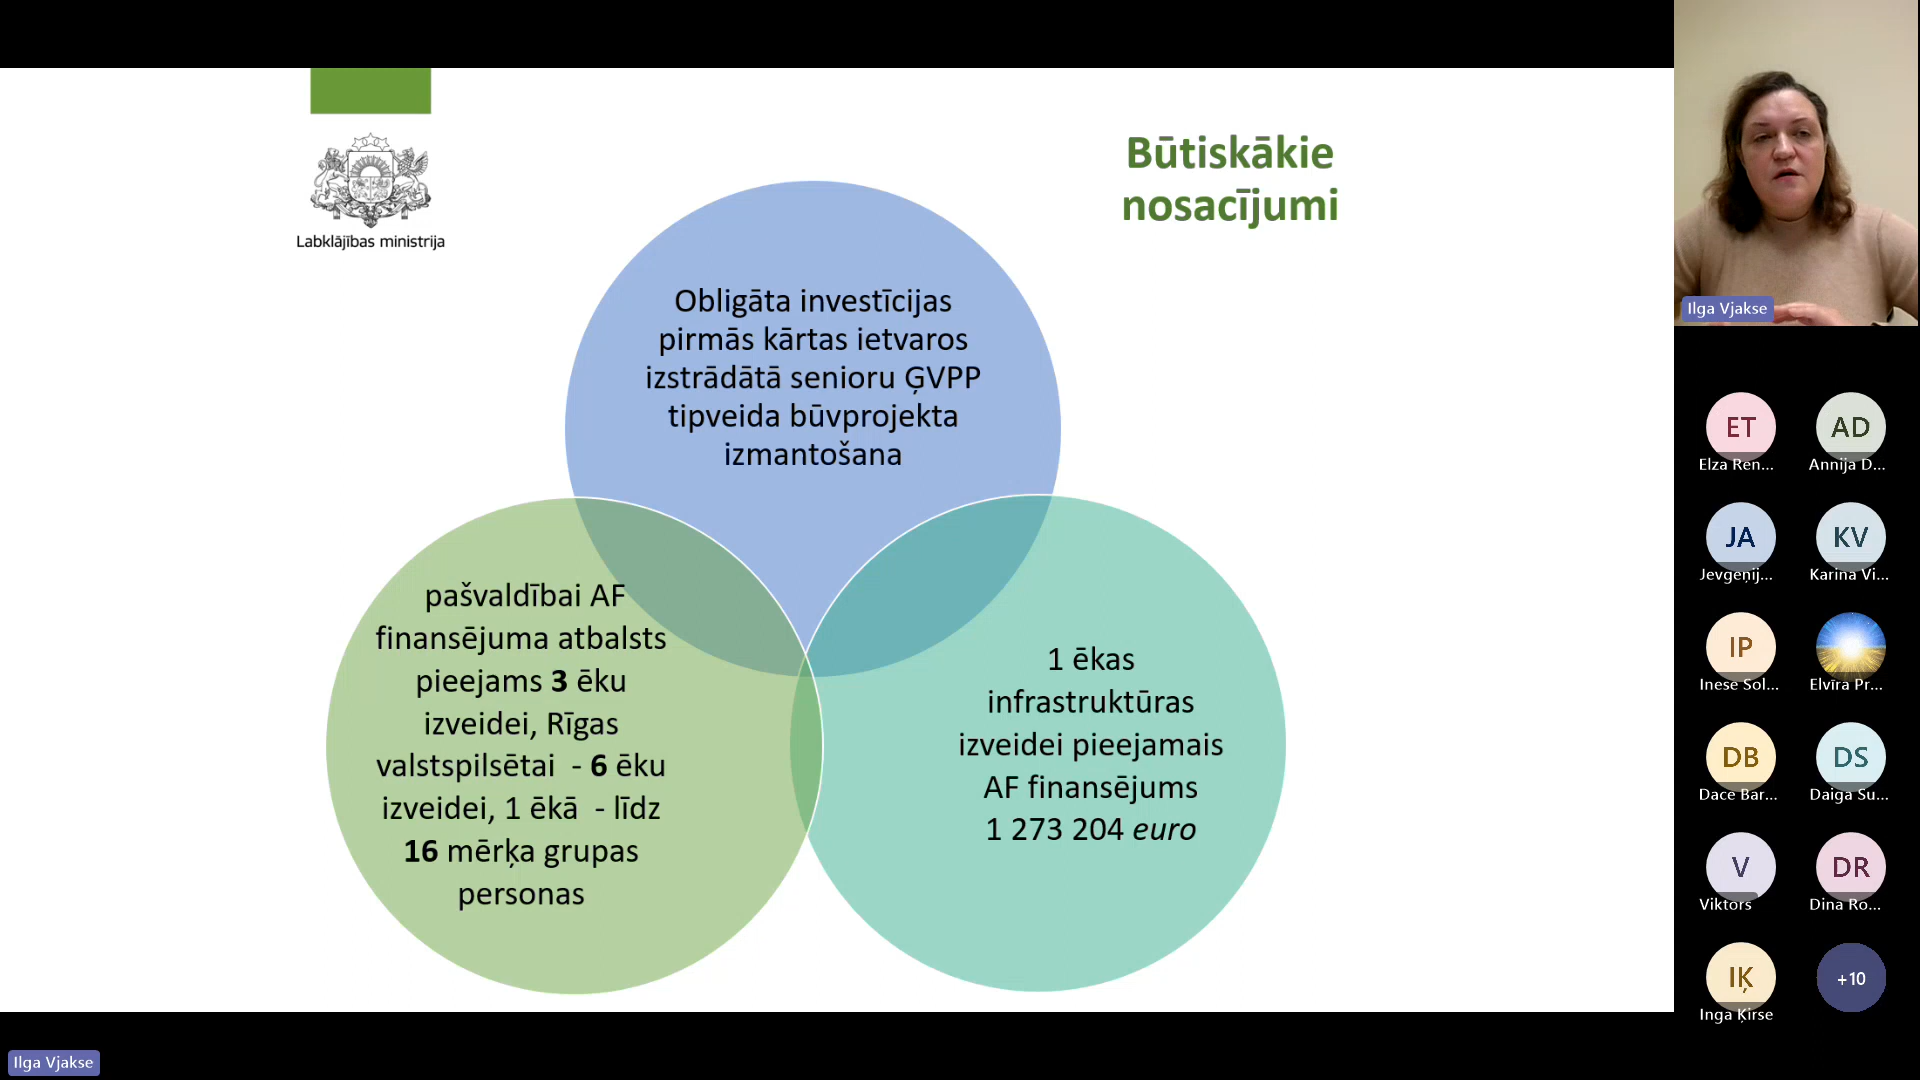 Labklājības ministrija
Būtiskākie
nosacījumi
Obligāta investīcijas
pirmās kārtas ietvaros
izstrādātā senioru ĢVPP
tipveida būvprojekta
izmantošana
pašvaldībai AF
finansējuma atbalsts
pieejams 3 ēku
izveidei, Rīgas
valstspilsētai - 6 ēku
izveidei, 1 ēkā - līdz
16 mērķa grupas
personas
1 ēkas
infrastruktūras
izveidei pieejamais
AF finansējums
1 273 204 euro
Ilga Vjakse
ET
Elza Ren...
AD
Annija D...
JA
Jevgeņij...
KV
Karina Vi...
IP
Inese Sol...
Elvīra Pr...
DB
Dace Bar...
DS
Daiga Su...
V
Viktors
DR
Dina Ro...
IĶ
Inga Ķirse
+10
Ilga Vjakse